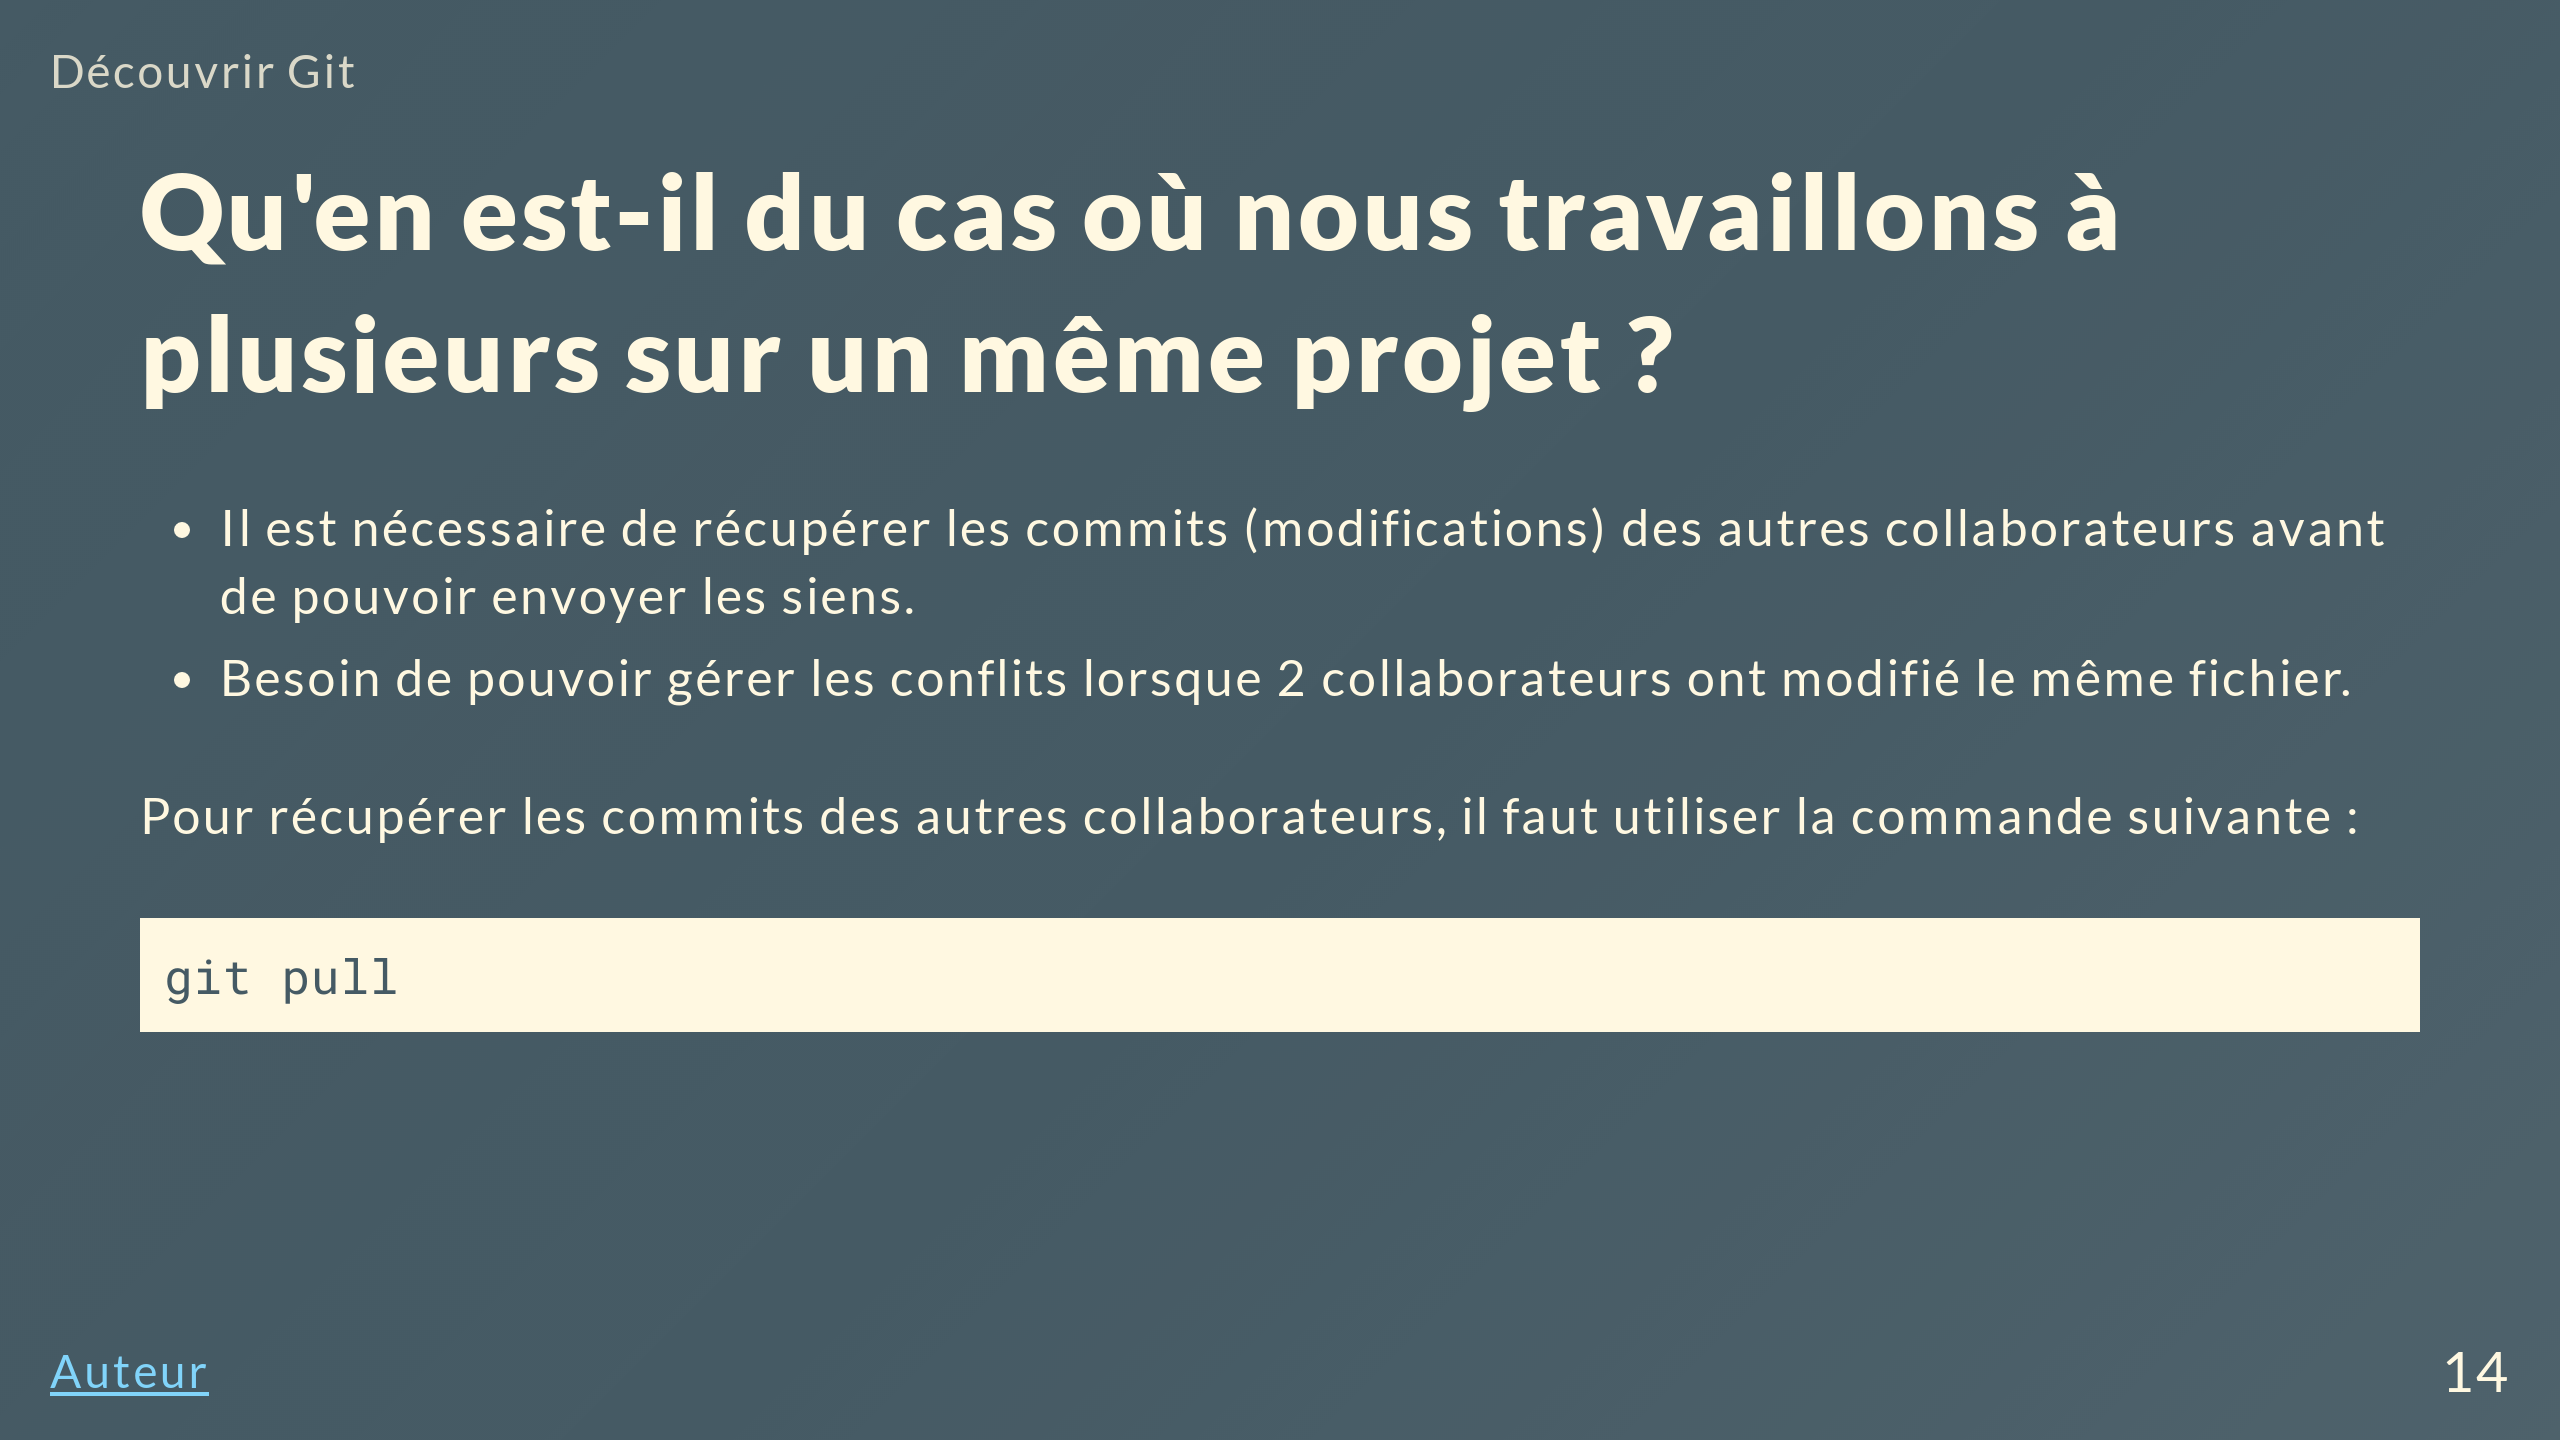 Découvrir Git
Qu'en est-il du cas où nous travaillons à
plusieurs sur un même projet ?
• Il est nécessaire de récupérer les commits (modifications) des autres collaborateurs avant
de pouvoir envoyer les siens.
• Besoin de pouvoir gérer les conflits lorsque 2 collaborateurs ont modifié le même fichier.
Pour récupérer les commits des autres collaborateurs, il faut utiliser la commande suivante :
git pull
Auteur
14